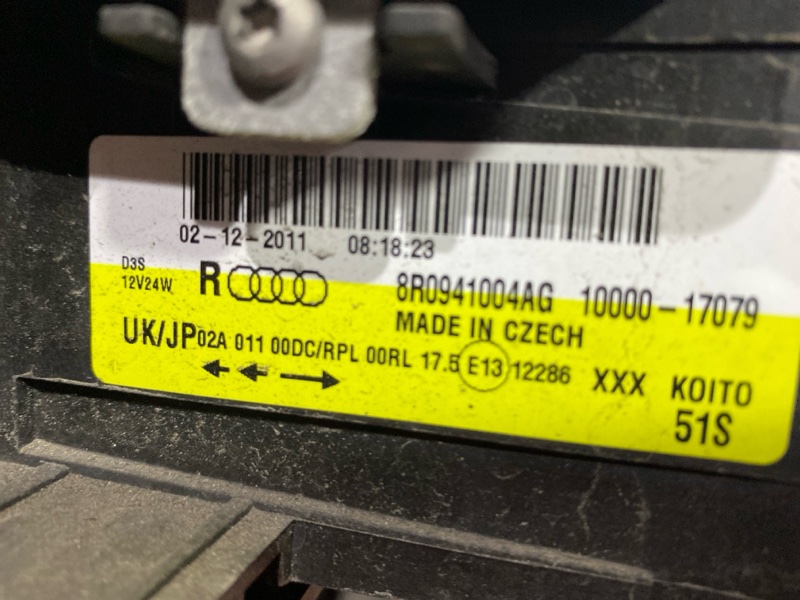 02-12-2011 08:18:23
D3S
12V24W
R 8R0941004AG 10000-17079
MADE IN CZECH
UK/JP 02A 011 00DC/RPL 00RL 17.5 E13 12286 XXX KOITO
51S